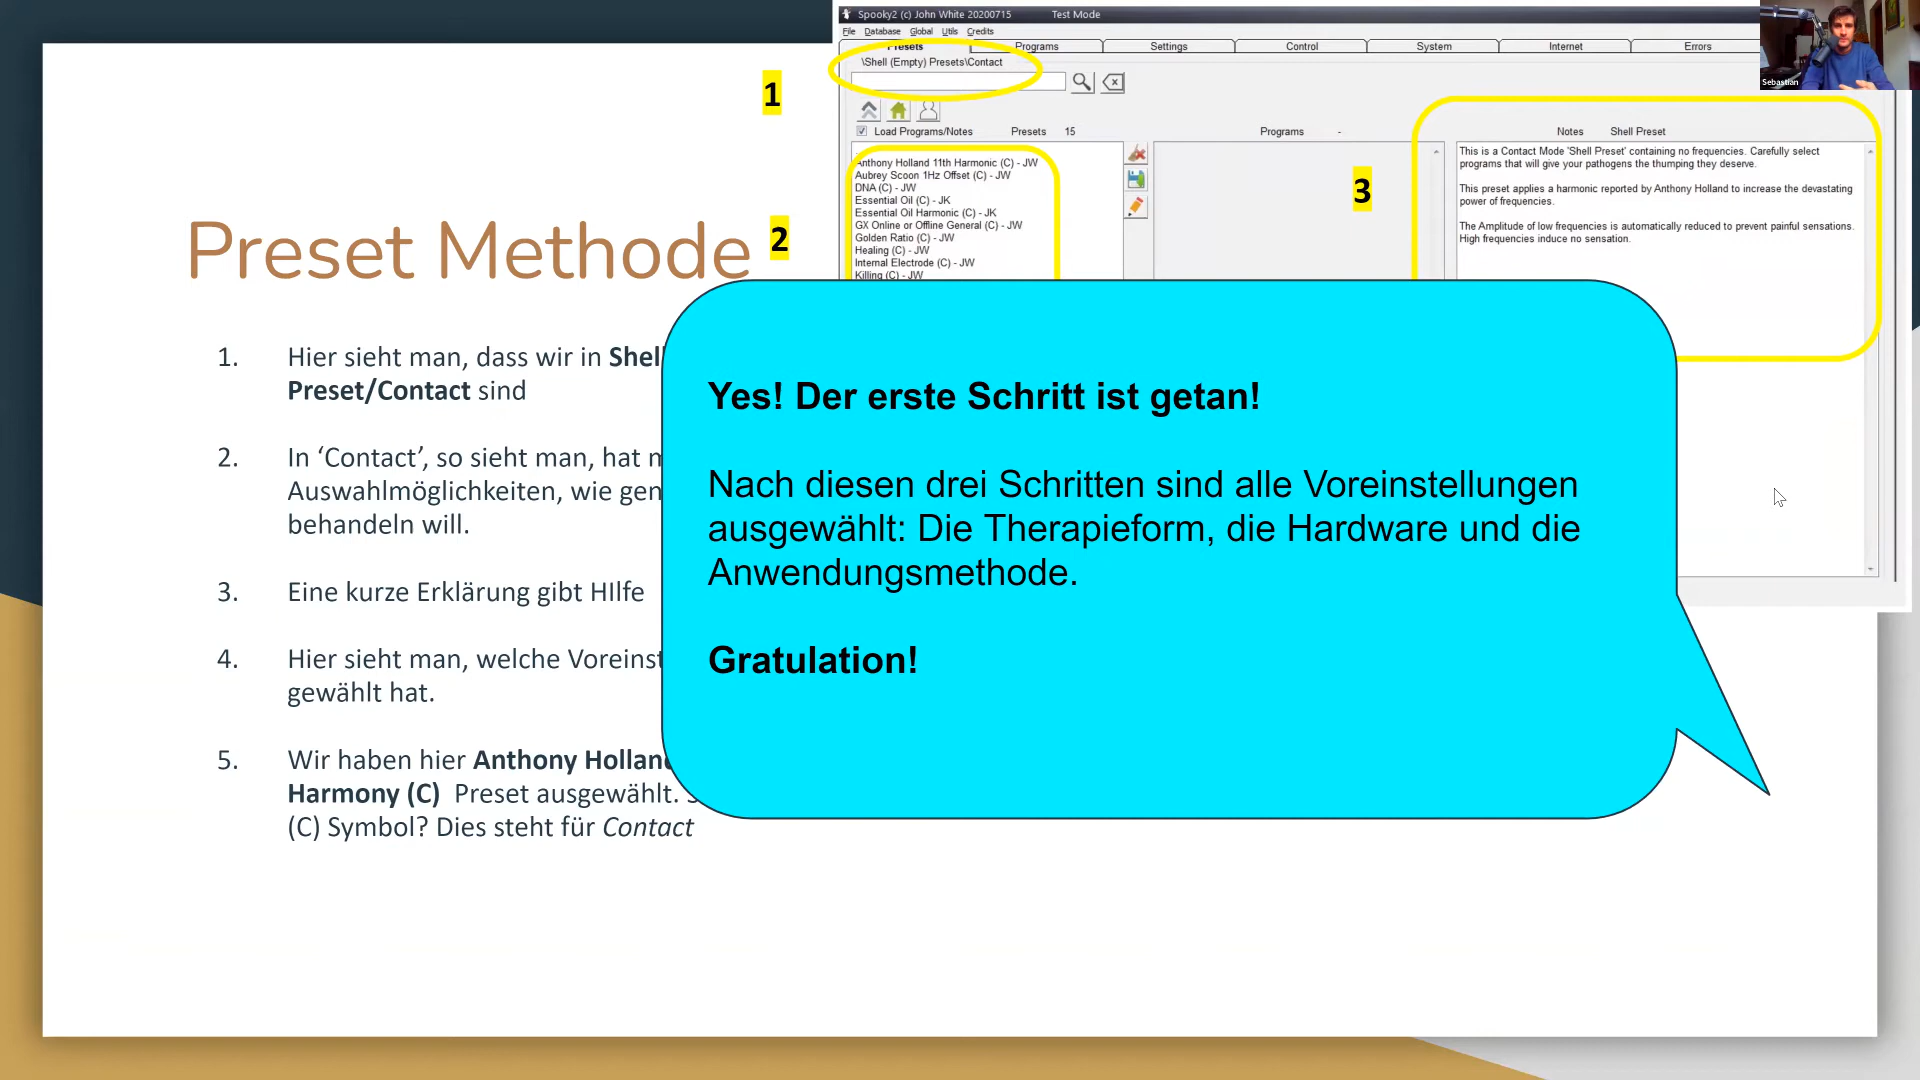 Spooky2 (c) John White 20200715 Test Mode
File Database Global Utils Credits
Presets Programs Settings Control System Internet Errors
\Shell (Empty) Presets\Contact
Sebastian
1
Load Programs/Notes Presets 15 Programs - Notes Shell Preset
Anthony Holland 11th Harmonic (C) - JW
Aubrey Scoon 1Hz Offset (C) - JW
DNA (C) - JW
Essential Oil (C) - JK
Essential Oil Harmonic (C) - JK
GX Online or Offline General (C) - JW
Golden Ratio (C) - JW
Healing (C) - JW
Internal Electrode (C) - JW
Killing (C) - JW
3
This is a Contact Mode 'Shell Preset' containing no frequencies. Carefully select
programs that will give your pathogens the thumping they deserve.
This preset applies a harmonic reported by Anthony Holland to increase the devastating
power of frequencies.
The Amplitude of low frequencies is automatically reduced to prevent painful sensations.
High frequencies induce no sensation.
Preset Methode
2
1. Hier sieht man, dass wir in Shell
Preset/Contact sind
2. In ‘Contact’, so sieht man, hat
Auswahlmöglichkeiten, wie
behandeln will.
3. Eine kurze Erklärung gibt HIlfe
4. Hier sieht man, welche
gewählt hat.
5. Wir haben hier Anthony Holland
Harmony (C) Preset ausgewählt.
(C) Symbol? Dies steht für Contact
Yes! Der erste Schritt ist getan!
Nach diesen drei Schritten sind alle Voreinstellungen
ausgewählt: Die Therapieform, die Hardware und die
Anwendungsmethode.
Gratulation!